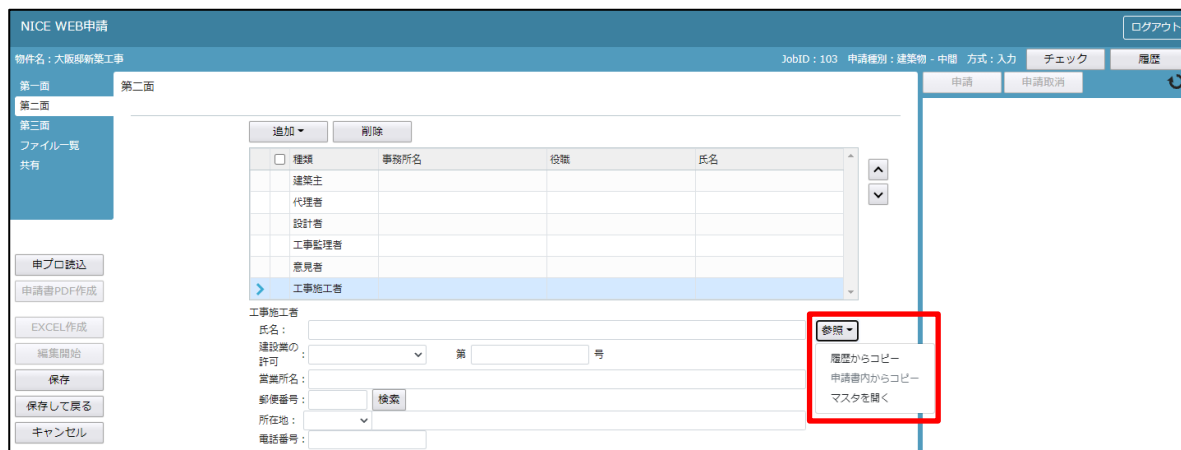 NICE WEB申請
ログアウト
物件名：大阪邸新築工事
JobID：103 申請種別：建築物 - 中間 方式：入力
チェック
履歴
第一面
第二面
第三面
ファイル一覧
共有
第二面
申請
申請取消
追加
削除
種類 事務所名 役職 氏名
建築主
代理者
設計者
工事監理者
意見者
工事施工者
申プロ読込
申請書PDF作成
EXCEL作成
編集開始
保存
保存して戻る
キャンセル
工事施工者
氏名：
参照
建設業の許可： 第 号
営業所名：
郵便番号： 検索
所在地：
電話番号：
履歴からコピー
申請書内からコピー
マスタを開く